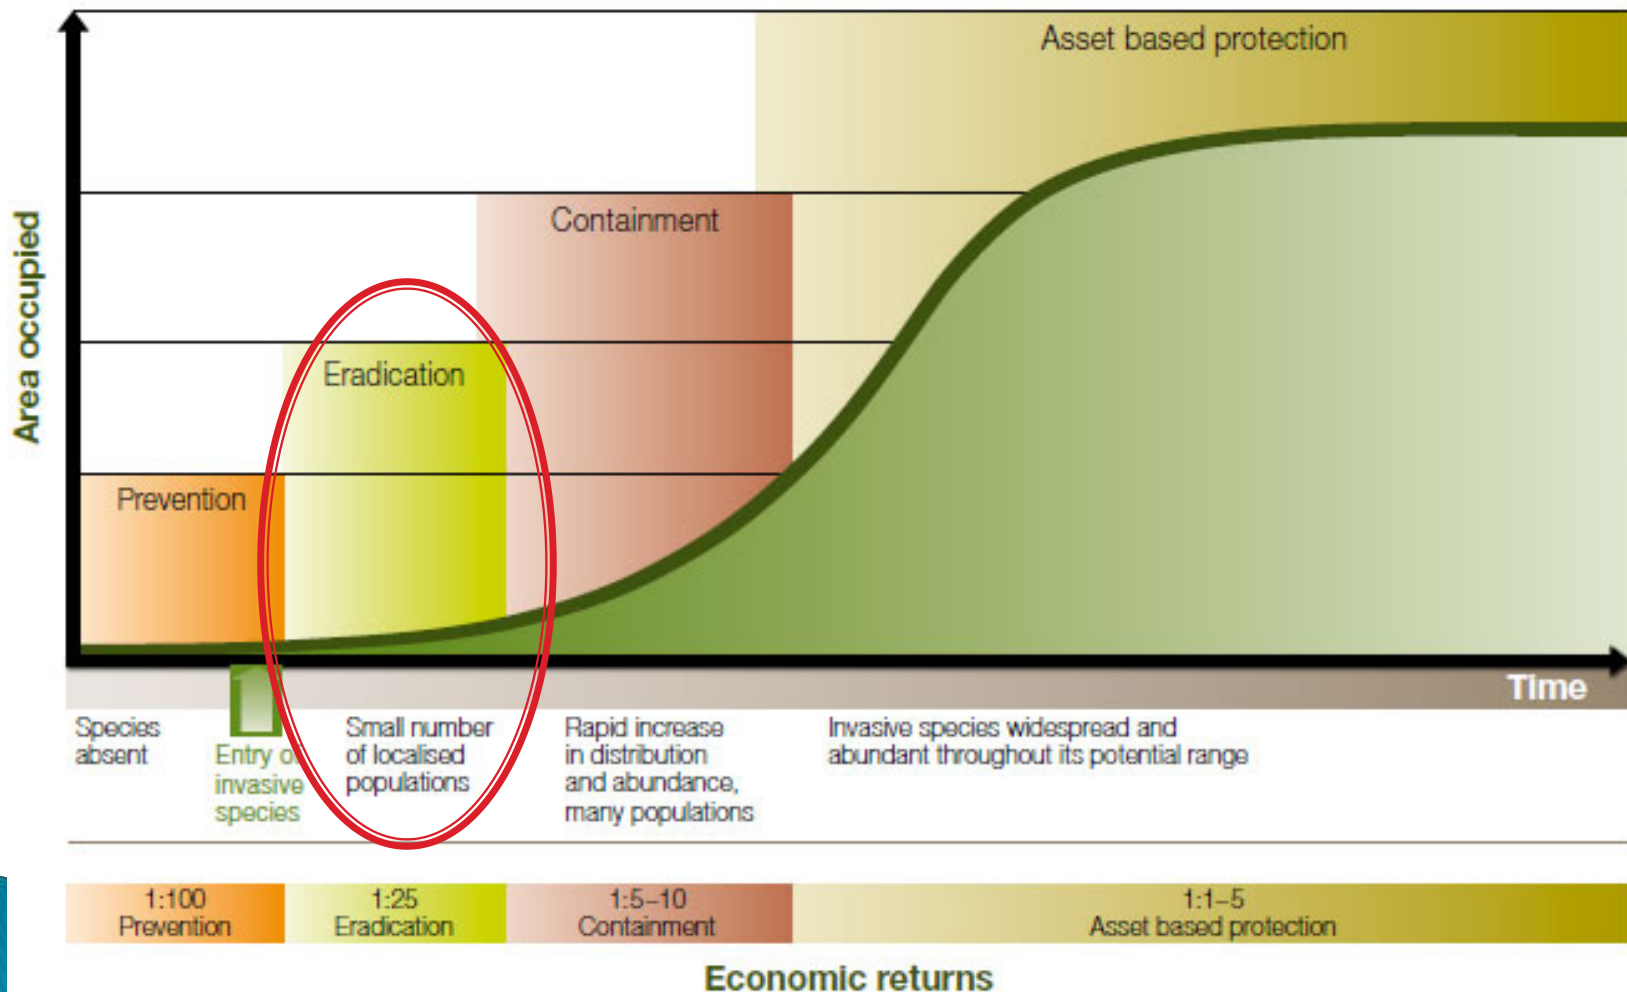 Asset based protection
Containment
Eradication
Prevention
Area occupied
Time
Species
absent
Entry of
invasive
species
Small number
of localised
populations
Rapid increase
in distribution
and abundance,
many populations
Invasive species widespread and
abundant throughout its potential range
1:100
Prevention
1:25
Eradication
1:5–10
Containment
1:1–5
Asset based protection
Economic returns